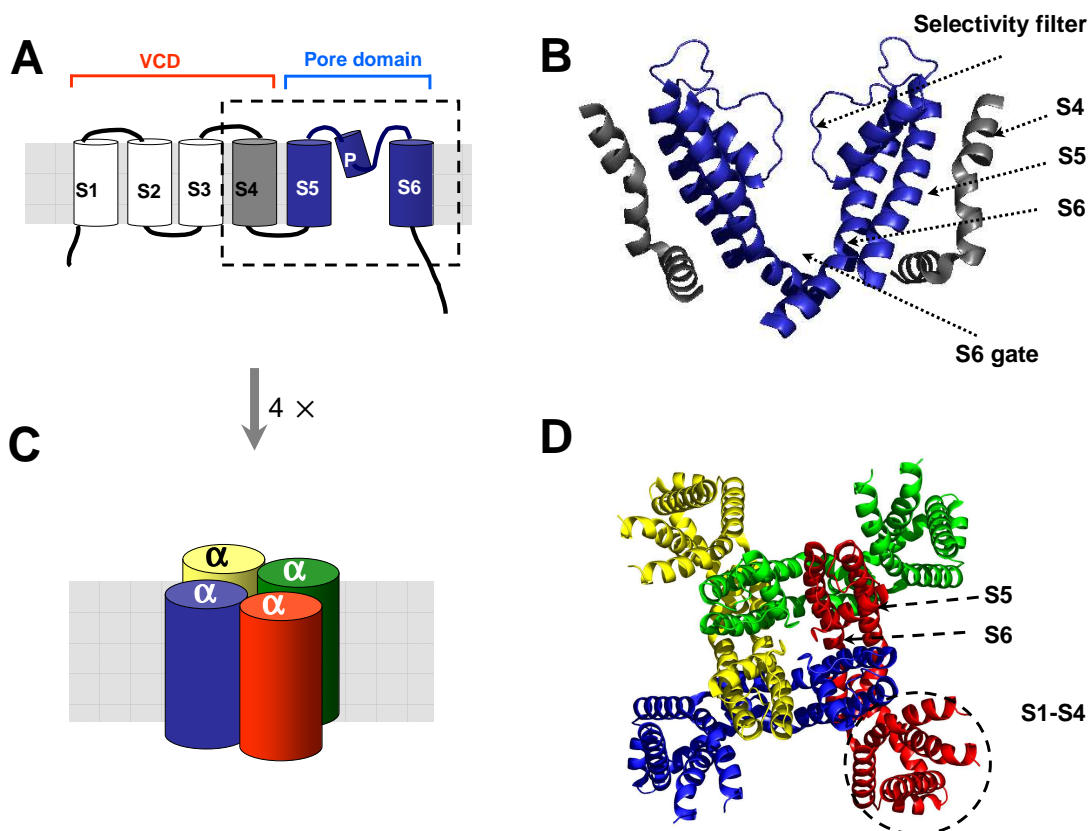 A
VCD
Pore domain
S1
S2
S3
S4
S5
P
S6
B
Selectivity filter
S4
S5
S6
S6 gate
4 ×
C
α
α
α
α
D
S5
S6
S1-S4